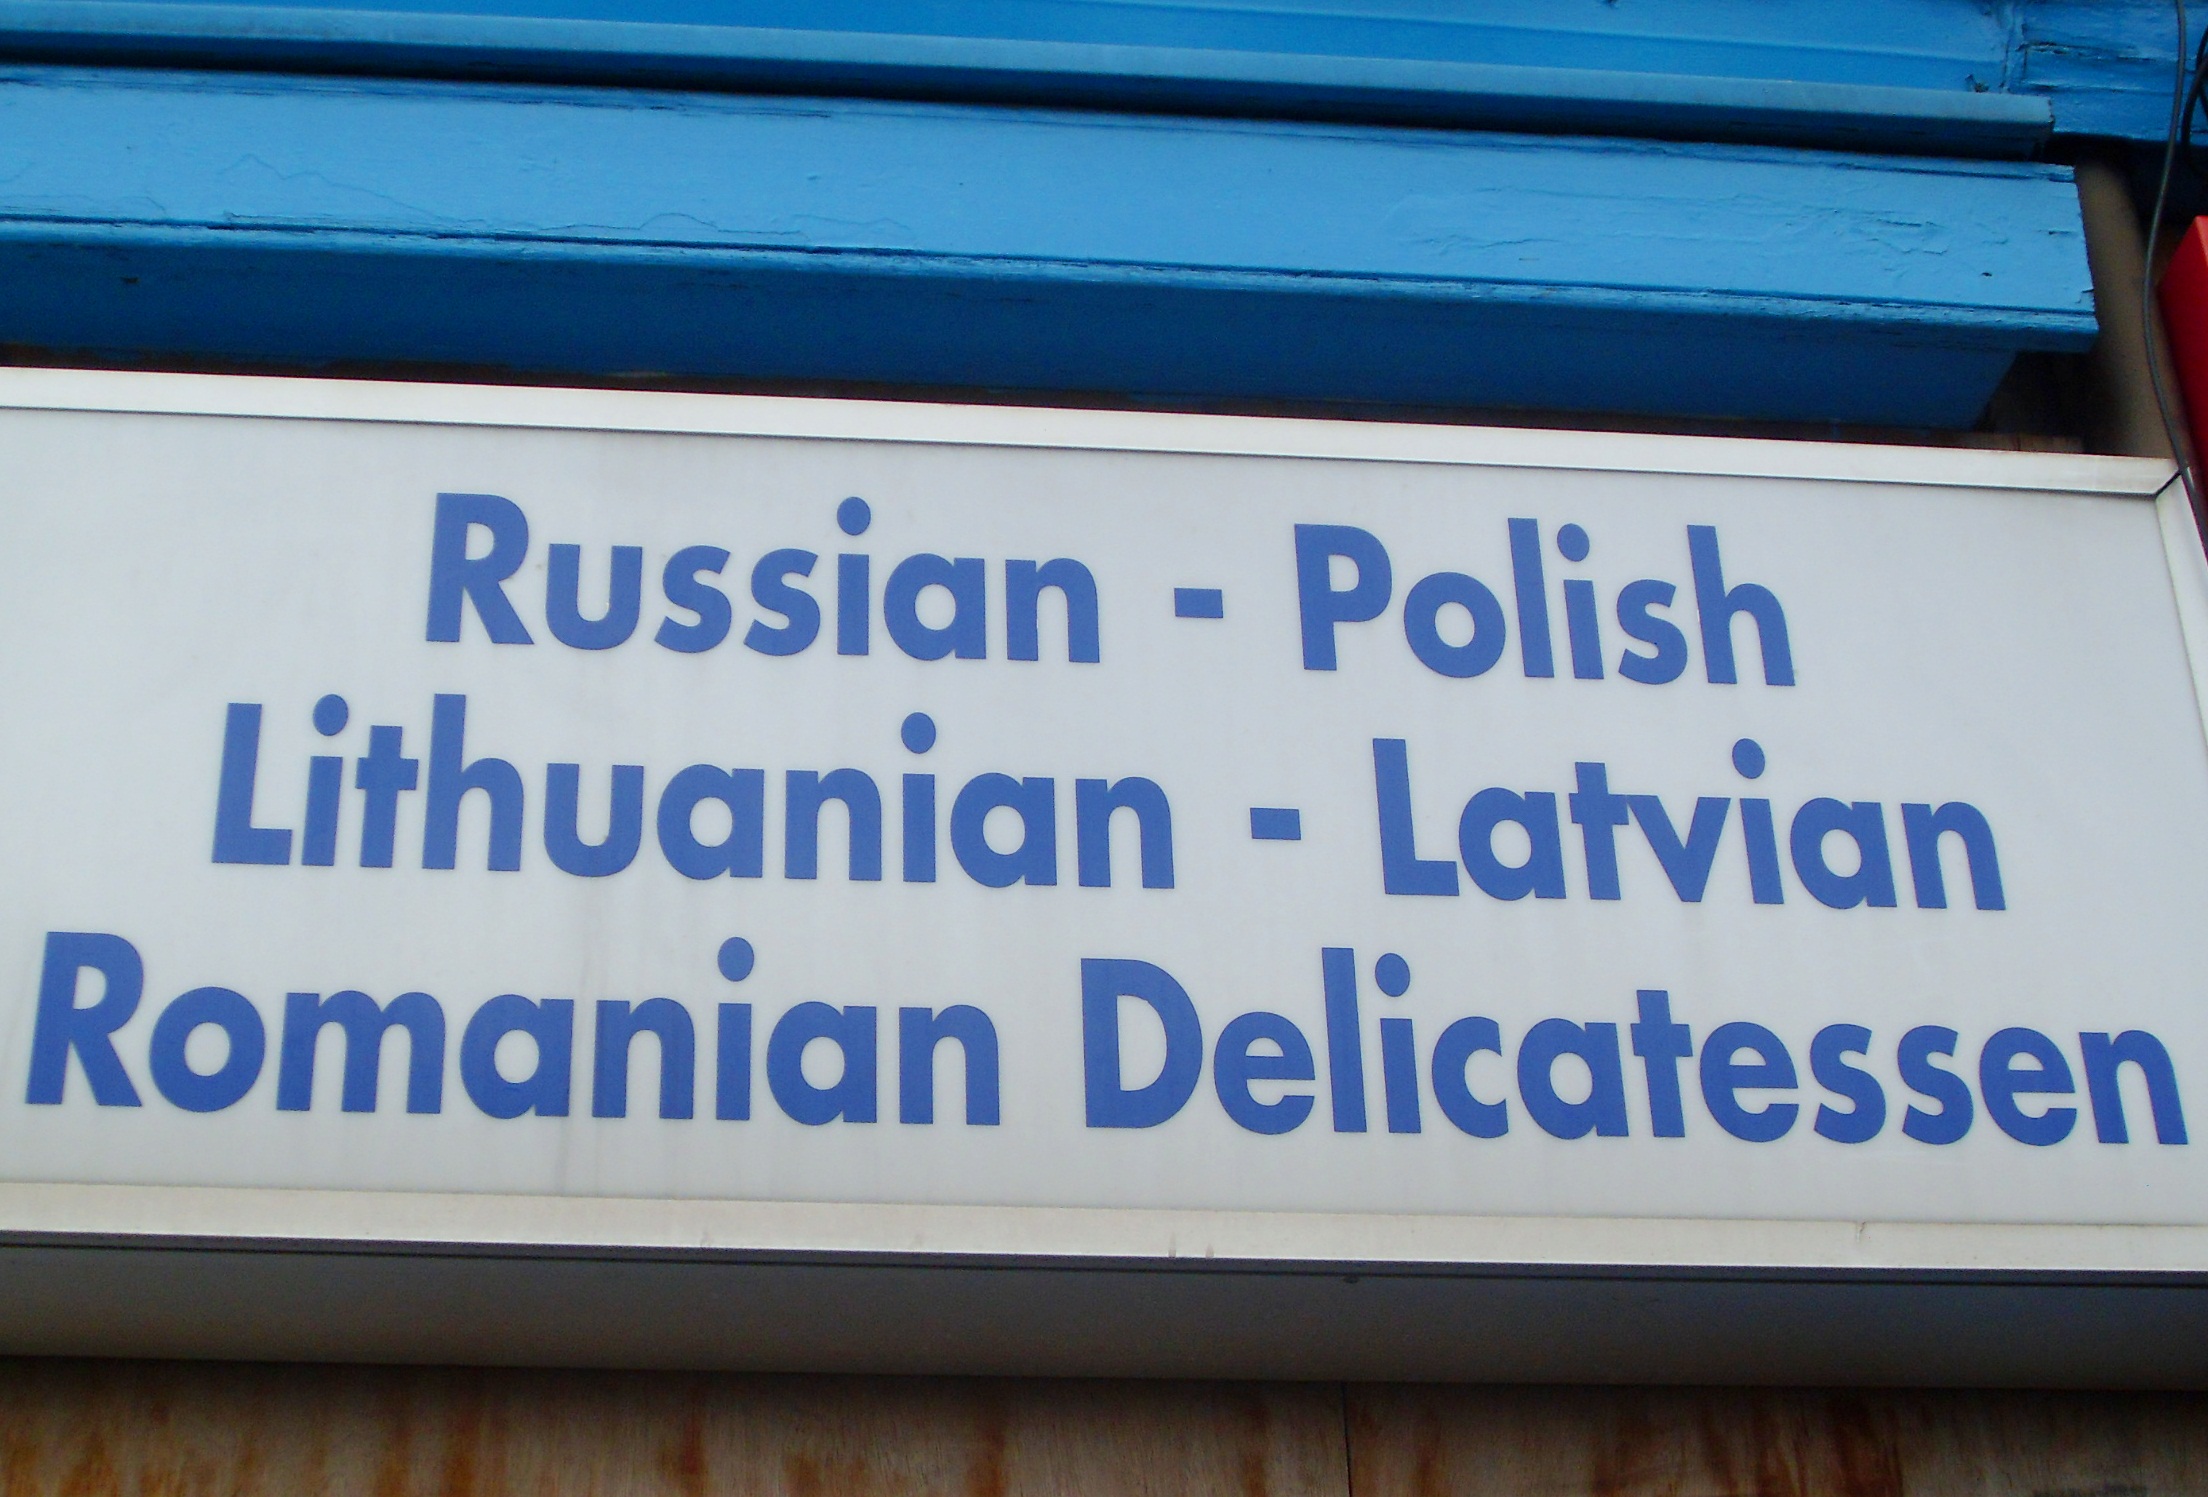 Russian - Polish
Lithuanian - Latvian
Romanian Delicatessen